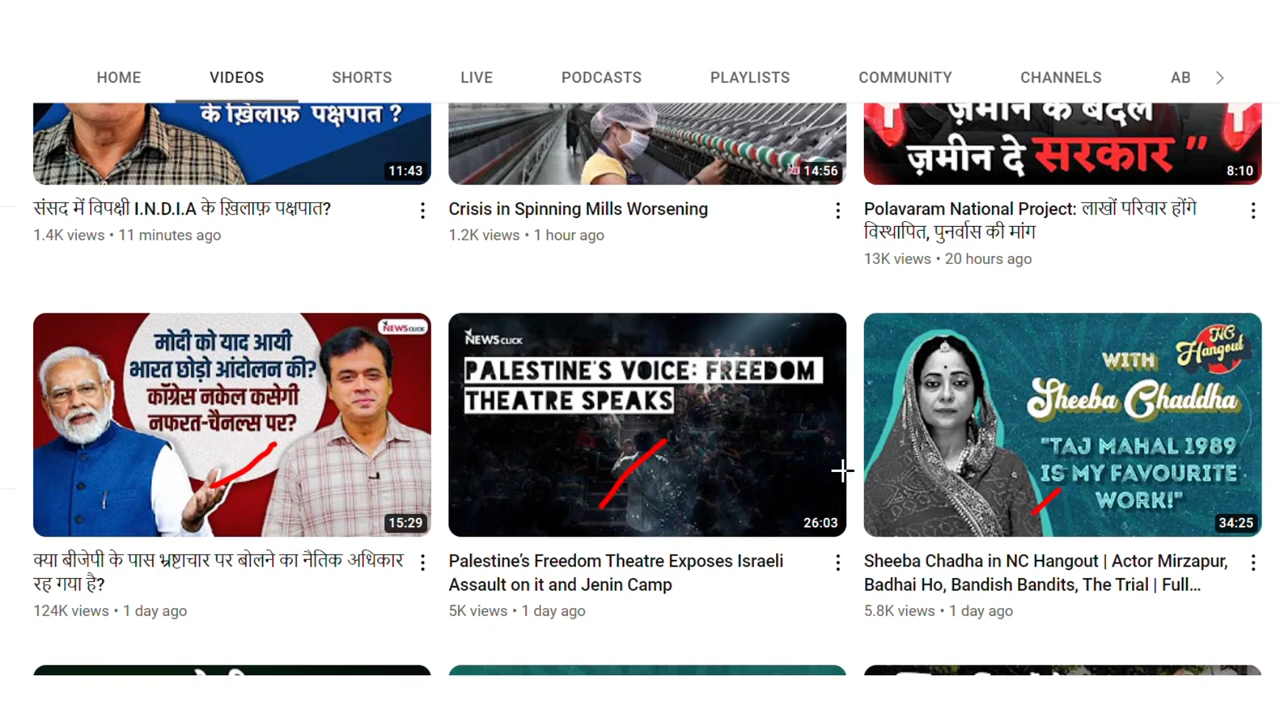 HOME VIDEOS SHORTS LIVE PODCASTS PLAYLISTS COMMUNITY CHANNELS AB
के ख़िलाफ़ पक्षपात ?
11:43
संसद में विपक्षी I.N.D.I.A के ख़िलाफ़ पक्षपात?
1.4K views • 11 minutes ago
14:56
Crisis in Spinning Mills Worsening
1.2K views • 1 hour ago
ज़मीन के बदले
ज़मीन दे सरकार ”
8:10
Polavaram National Project: लाखों परिवार होंगे
विस्थापित, पुनर्वास की मांग
13K views • 20 hours ago
NEWSCLICK
मोदी को याद आयी
भारत छोड़ो आंदोलन की?
कॉंग्रेस नकेल कसेगी
नफरत-चैनल्स पर?
15:29
क्या बीजेपी के पास भ्रष्टाचार पर बोलने का नैतिक अधिकार
रह गया है?
124K views • 1 day ago
NEWSCLICK
PALESTINE'S VOICE: FREEDOM
THEATRE SPEAKS
26:03
Palestine’s Freedom Theatre Exposes Israeli
Assault on it and Jenin Camp
5K views • 1 day ago
NC
Hangout
WITH
Sheeba Chaddha
"TAJ MAHAL 1989
IS MY FAVOURITE
WORK!"
34:25
Sheeba Chadha in NC Hangout | Actor Mirzapur,
Badhai Ho, Bandish Bandits, The Trial | Full...
5.8K views • 1 day ago